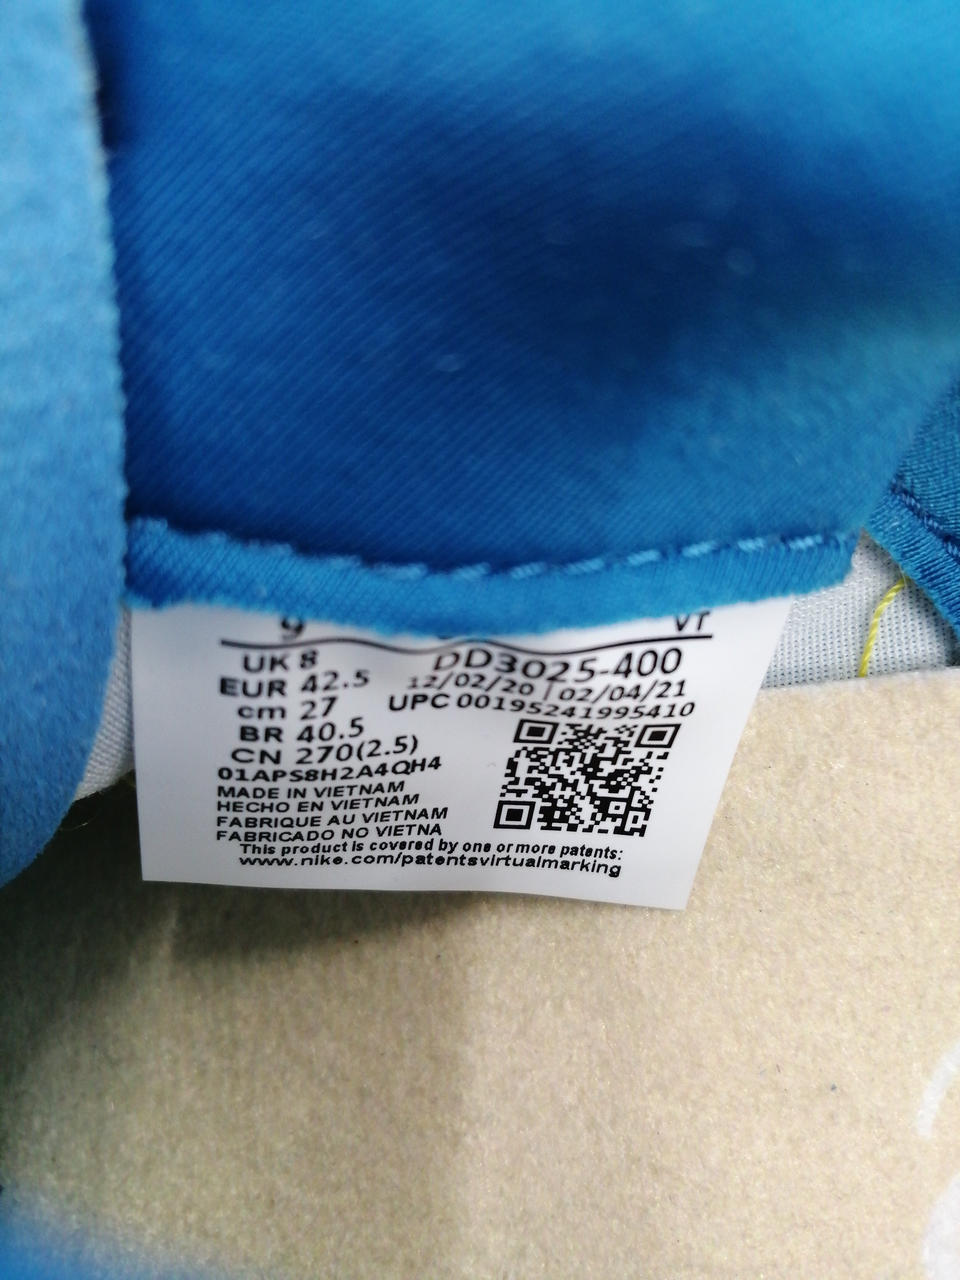 9 VT
UK 8 DD3025-400
EUR 42.5 12/02/20 | 02/04/21
cm 27 UPC 00195241995410
BR 40.5
CN 270(2.5)
01APS8H2A4QH4
MADE IN VIETNAM
HECHO EN VIETNAM
FABRIQUE AU VIETNAM
FABRICADO NO VIETNA
This product is covered by one or more patents:
www.nike.com/patentsvirtualmarking